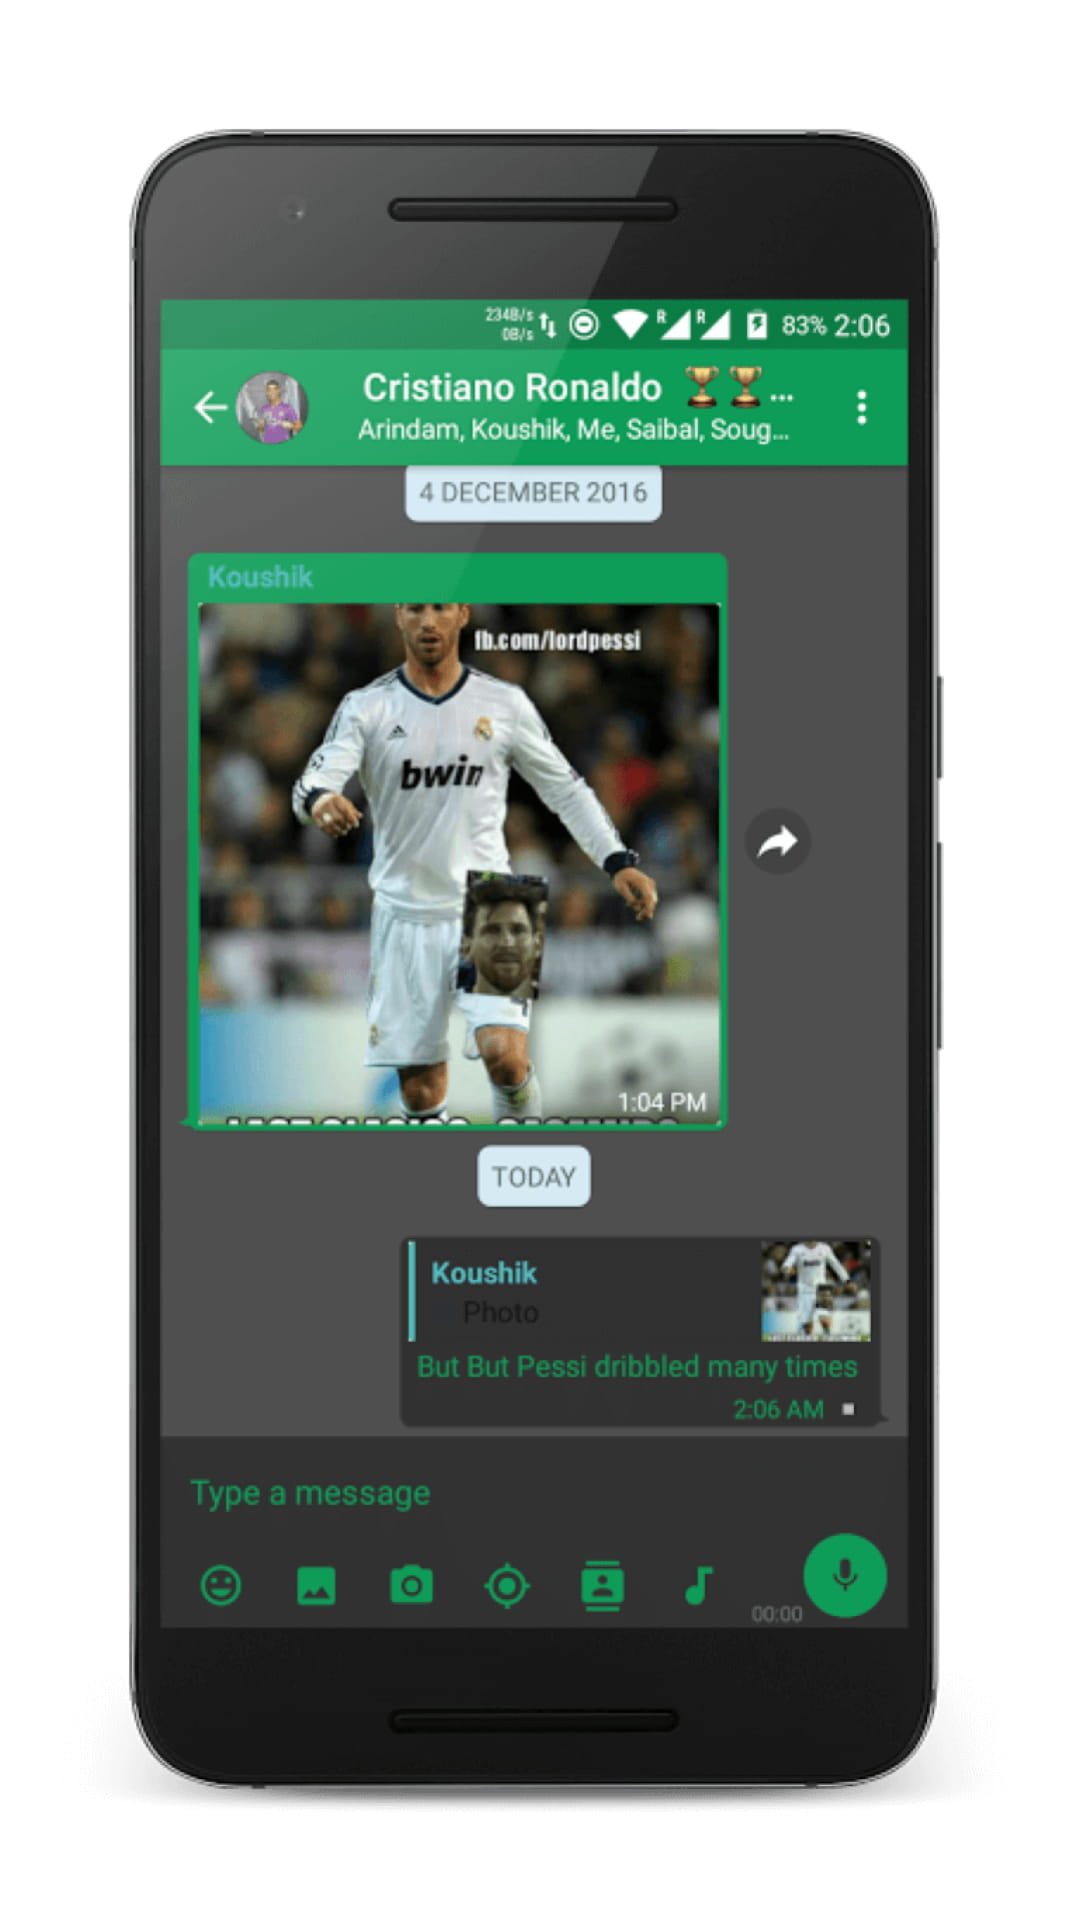 234B/s
0B/s
R
R
83% 2:06
Cristiano Ronaldo 🏆🏆...
Arindam, Koushik, Me, Saibal, Soug...
4 DECEMBER 2016
Koushik
fb.com/lordpessi
bwin
1:04 PM
TODAY
Koushik
Photo
But But Pessi dribbled many times
2:06 AM
Type a message
00:00